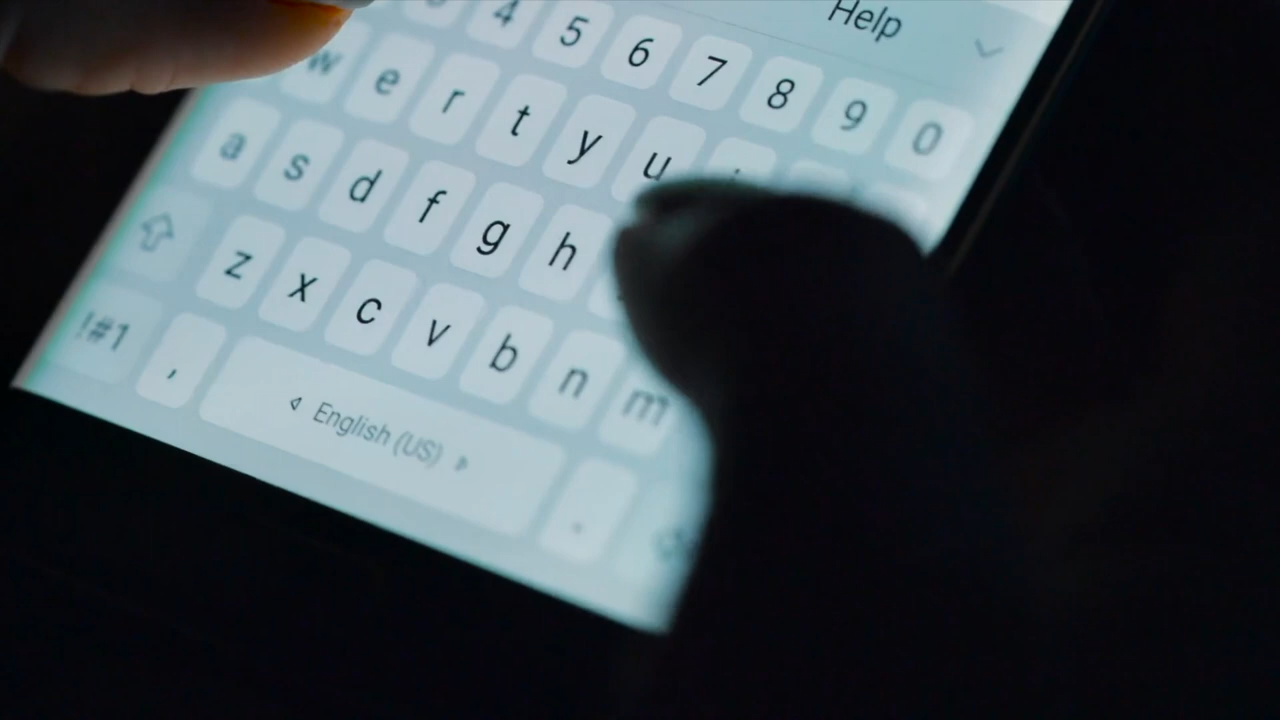 Help
4 5 6 7 8 9 0
w e r t y u
a s d f g h
z x c v b n m
!#1 , English (US) .